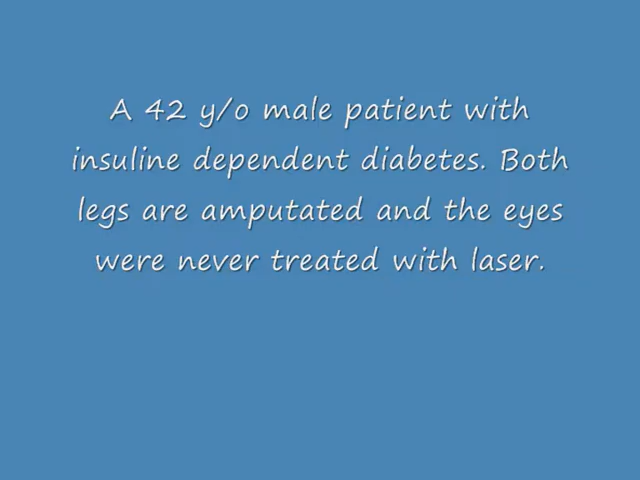 A 42 y/o male patient with
insuline dependent diabetes. Both
legs are amputated and the eyes
were never treated with laser.